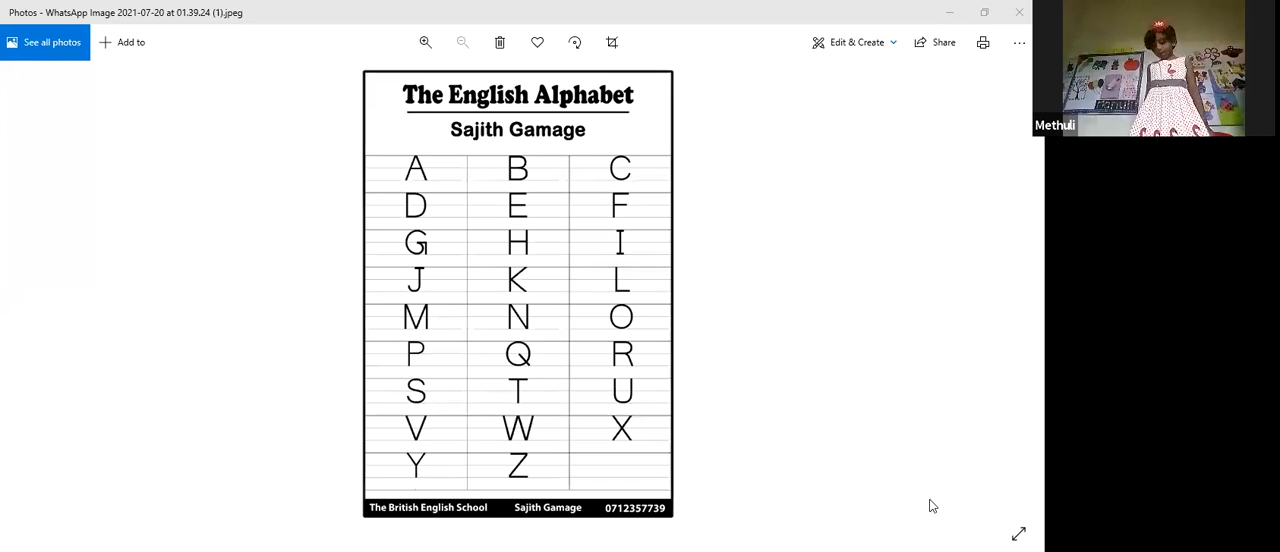 Photos - WhatsApp Image 2021-07-20 at 01.39.24 (1).jpeg
See all photos
Add to
Edit & Create
Share
Methuli
The English Alphabet
Sajith Gamage
A B C
D E F
G H I
J K L
M N O
P Q R
S T U
V W X
Y Z
The British English School Sajith Gamage 0712357739